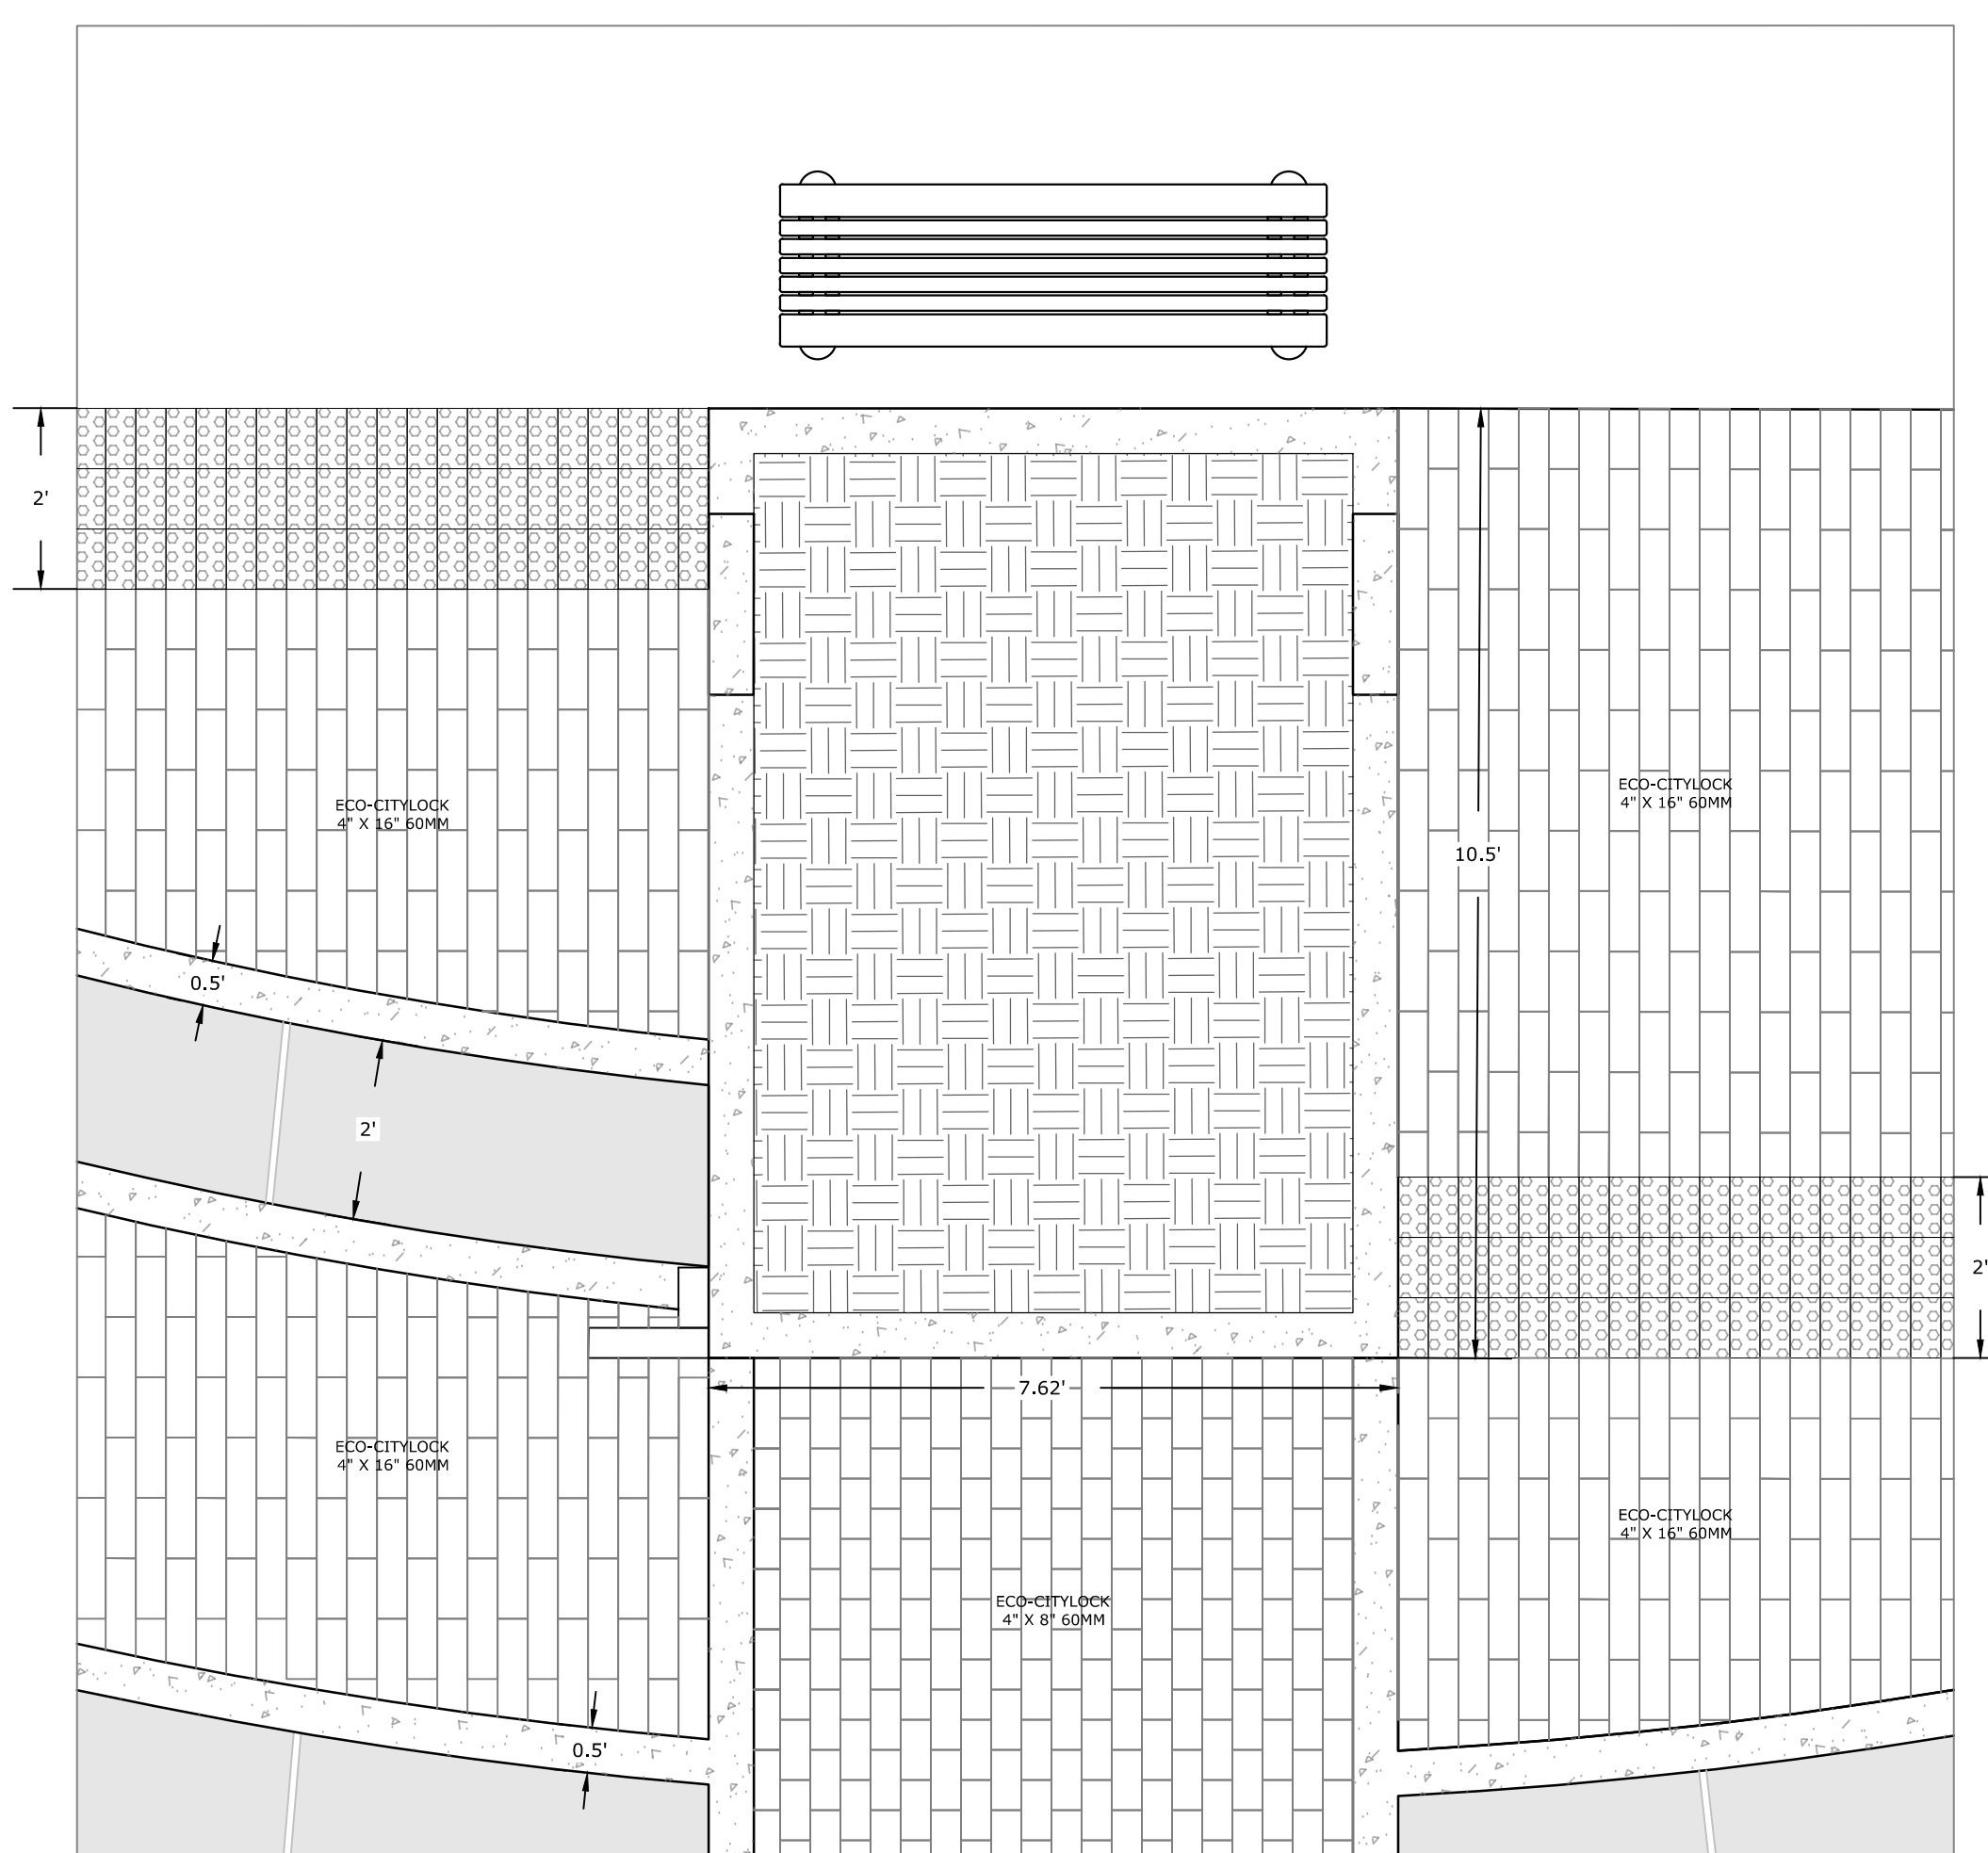 2'
ECO-CITYLOCK
4" X 16" 60MM
ECO-CITYLOCK
4" X 16" 60MM
10.5'
0.5'
2'
2'
7.62'
ECO-CITYLOCK
4" X 16" 60MM
ECO-CITYLOCK
4" X 16" 60MM
ECO-CITYLOCK
4" X 8" 60MM
0.5'